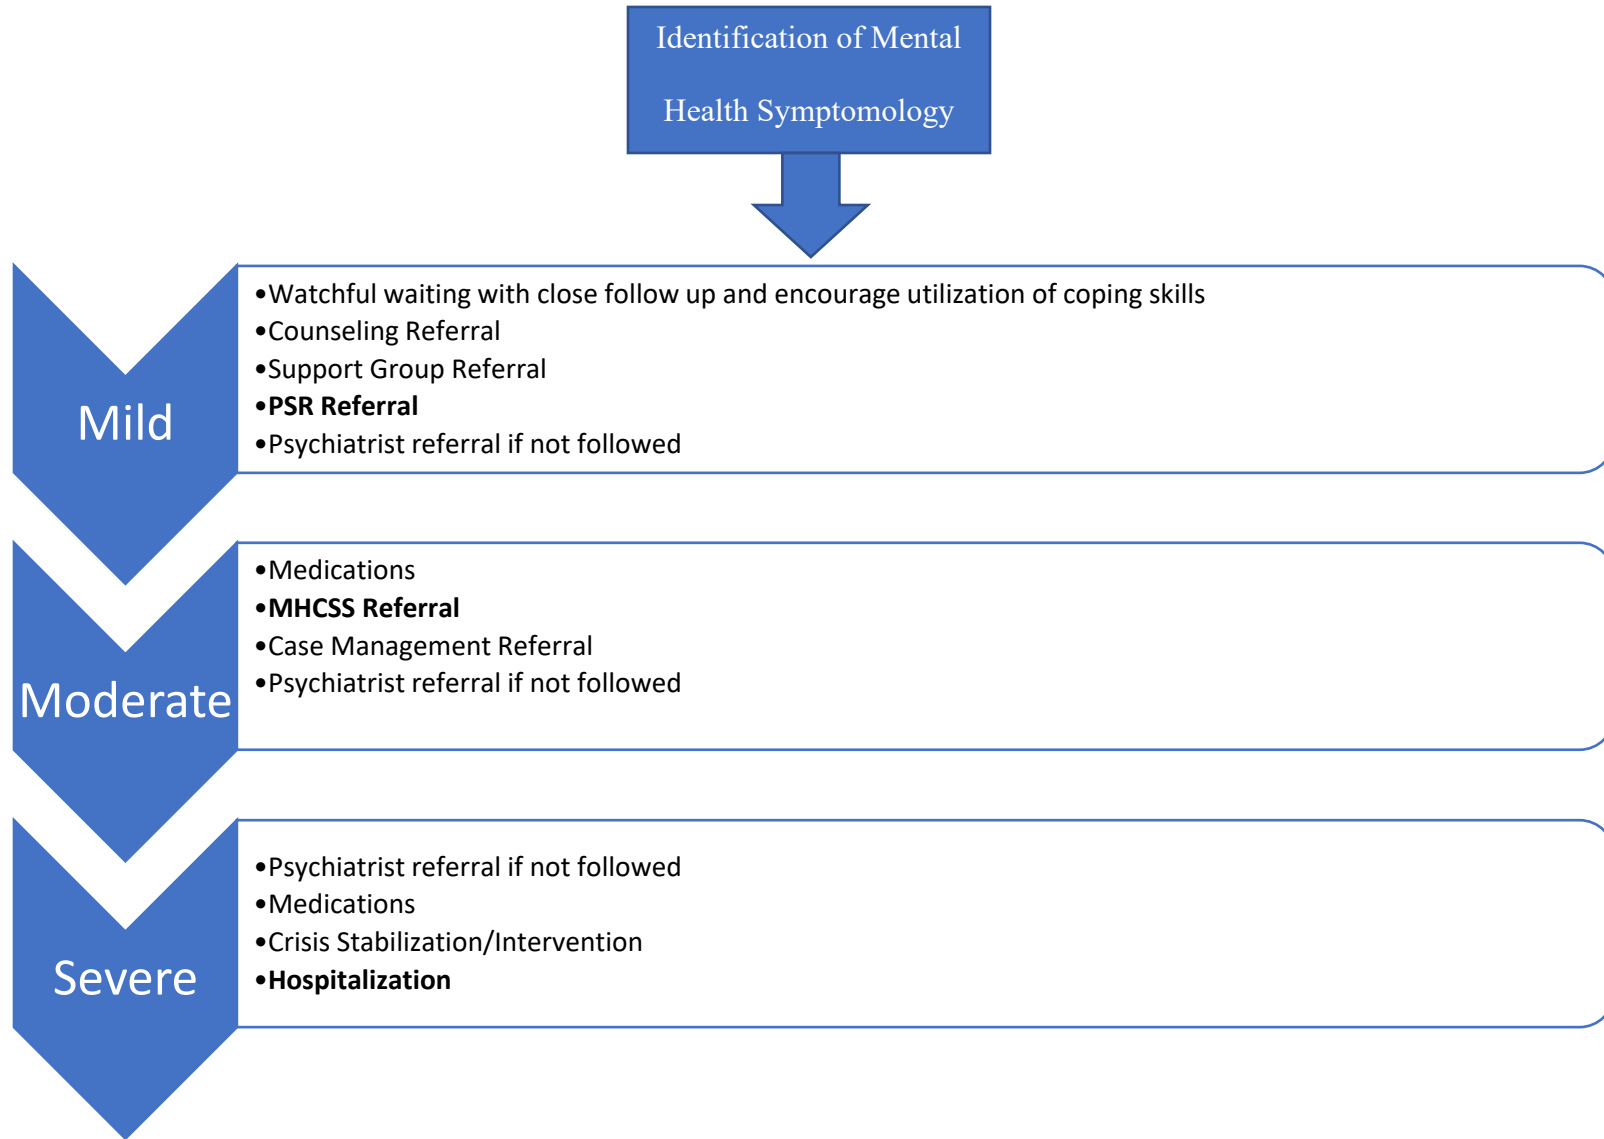 Identification of Mental
Health Symptomology
Mild
•Watchful waiting with close follow up and encourage utilization of coping skills
•Counseling Referral
•Support Group Referral
•PSR Referral
•Psychiatrist referral if not followed
Moderate
•Medications
•MHCSS Referral
•Case Management Referral
•Psychiatrist referral if not followed
Severe
•Psychiatrist referral if not followed
•Medications
•Crisis Stabilization/Intervention
•Hospitalization